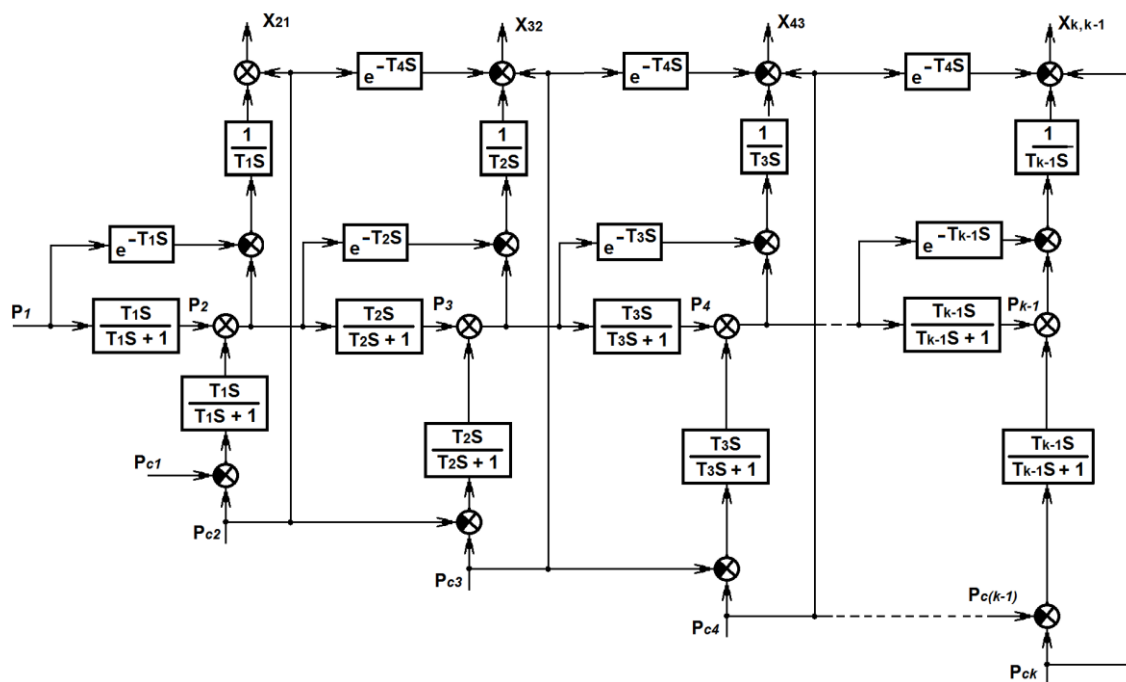 X21 X32 X43 Xk,k-1
e-T4S e-T4S e-T4S
1 1 1 1
T1S T2S T3S Tk-1S
e-T1S e-T2S e-T3S e-Tk-1S
P1 P2 P3 P4 Pk-1
T1S T2S T3S Tk-1S
T1S + 1 T2S + 1 T3S + 1 Tk-1S + 1
T1S
T1S + 1
T2S T3S Tk-1S
T2S + 1 T3S + 1 Tk-1S + 1
Pc1
Pc2
Pc3
Pc(k-1)
Pc4
Pck